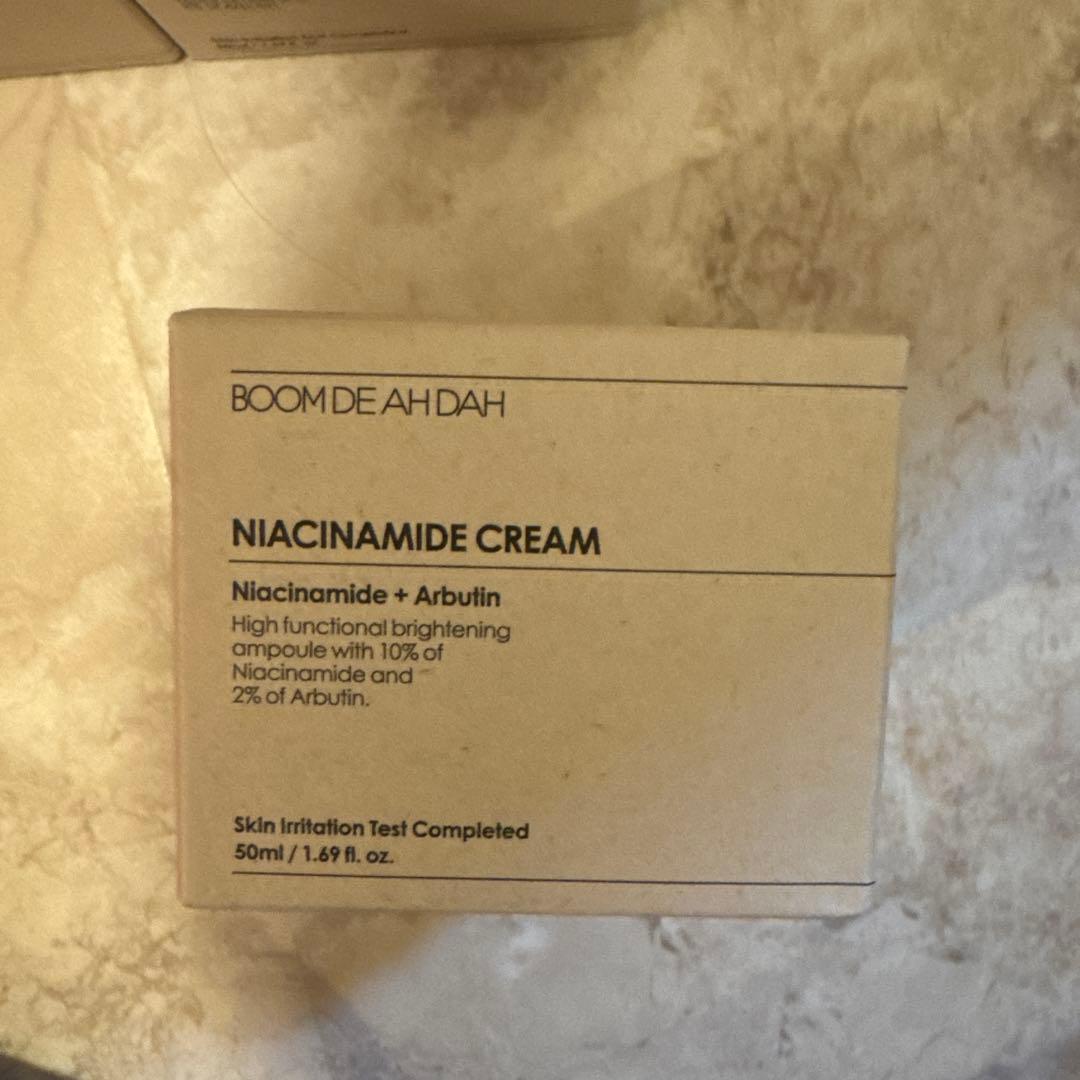 BOOM DE AH DAH
NIACINAMIDE CREAM
Niacinamide + Arbutin
High functional brightening
ampoule with 10% of
Niacinamide and
2% of Arbutin.
Skin Irritation Test Completed
50ml / 1.69 fl. oz.